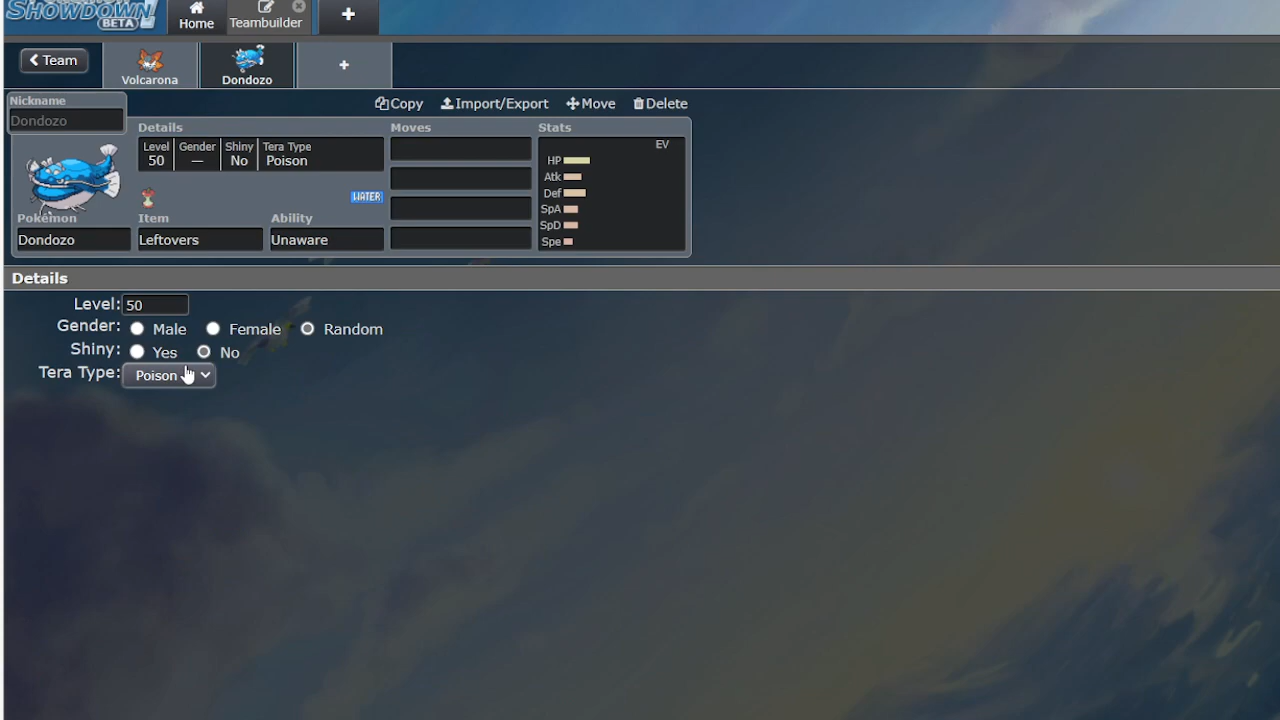 SHOWDOWN!
BETA
Home
Teambuilder
+
< Team
Volcarona
Dondozo
+
Nickname
Dondozo
Copy Import/Export Move Delete
Details
Moves
Stats
Level Gender Shiny Tera Type
50 — No Poison
EV
HP
Atk
Def
SpA
SpD
Spe
WATER
Pokémon Item Ability
Dondozo Leftovers Unaware
Details
Level: 50
Gender: Male Female Random
Shiny: Yes No
Tera Type: Poison